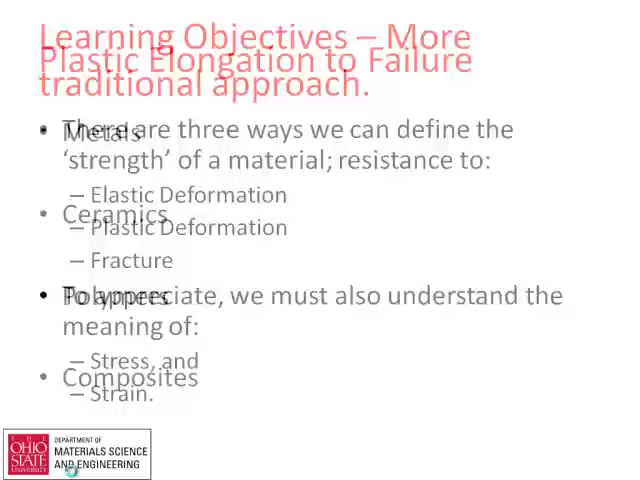 Learning Objectives – More
Plastic Elongation to Failure
traditional approach.
• There are three ways we can define the
• Metals
‘strength’ of a material; resistance to:
– Elastic Deformation
• Ceramics
– Plastic Deformation
– Fracture
• To appreciate, we must also understand the
• Polymers
meaning of:
– Stress, and
• Composites
– Strain.
THE
OHIO
STATE
UNIVERSITY
DEPARTMENT OF
MATERIALS SCIENCE
AND ENGINEERING